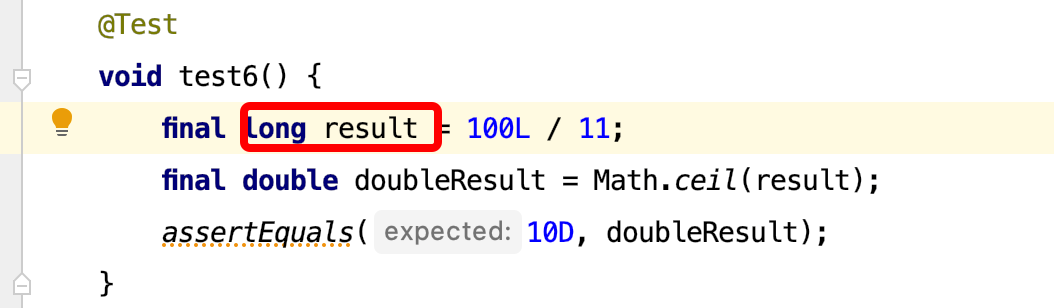 @Test
void test6() {
final long result = 100L / 11;
final double doubleResult = Math.ceil(result);
assertEquals( expected: 10D, doubleResult);
}